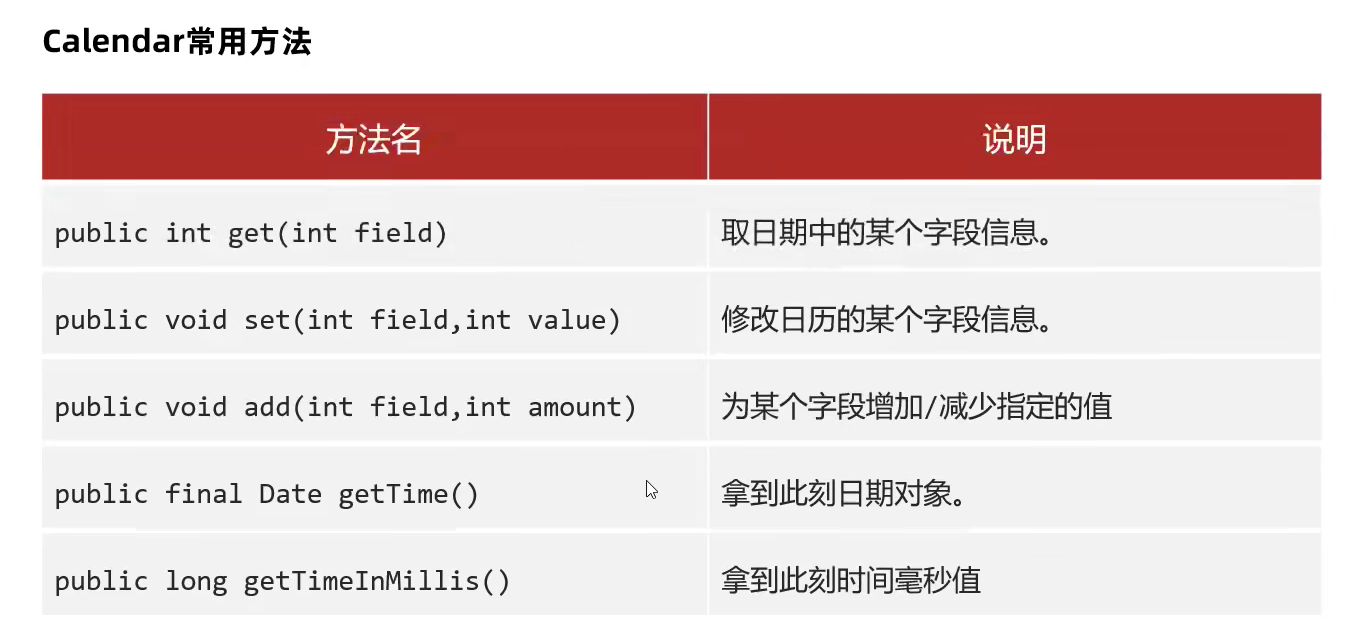 Calendar常用方法
方法名 说明
public int get(int field) 取日期中的某个字段信息。
public void set(int field,int value) 修改日历的某个字段信息。
public void add(int field,int amount) 为某个字段增加/减少指定的值
public final Date getTime() 拿到此刻日期对象。
public long getTimeInMillis() 拿到此刻时间毫秒值